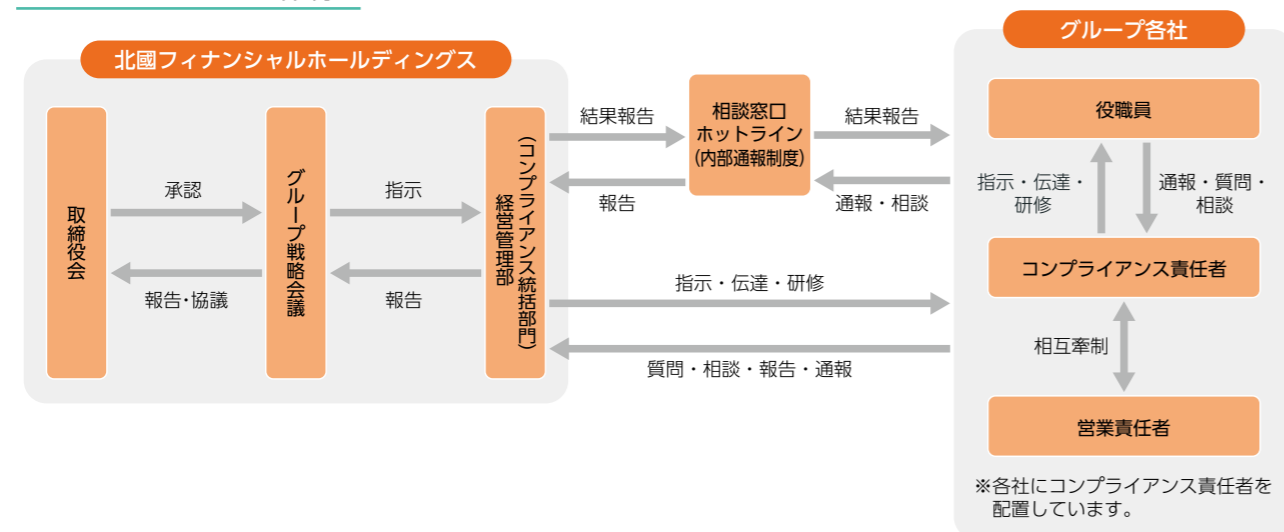 北國フィナンシャルホールディングス
取締役会
承認
報告・協議
グループ戦略会議
指示
報告
経営管理部
(コンプライアンス統括部門)
結果報告
報告
相談窓口
ホットライン
(内部通報制度)
結果報告
通報・相談
指示・伝達・研修
質問・相談・報告・通報
グループ各社
役職員
指示・伝達・
研修
通報・質問・
相談
コンプライアンス責任者
相互牽制
営業責任者
※各社にコンプライアンス責任者を
配置しています。